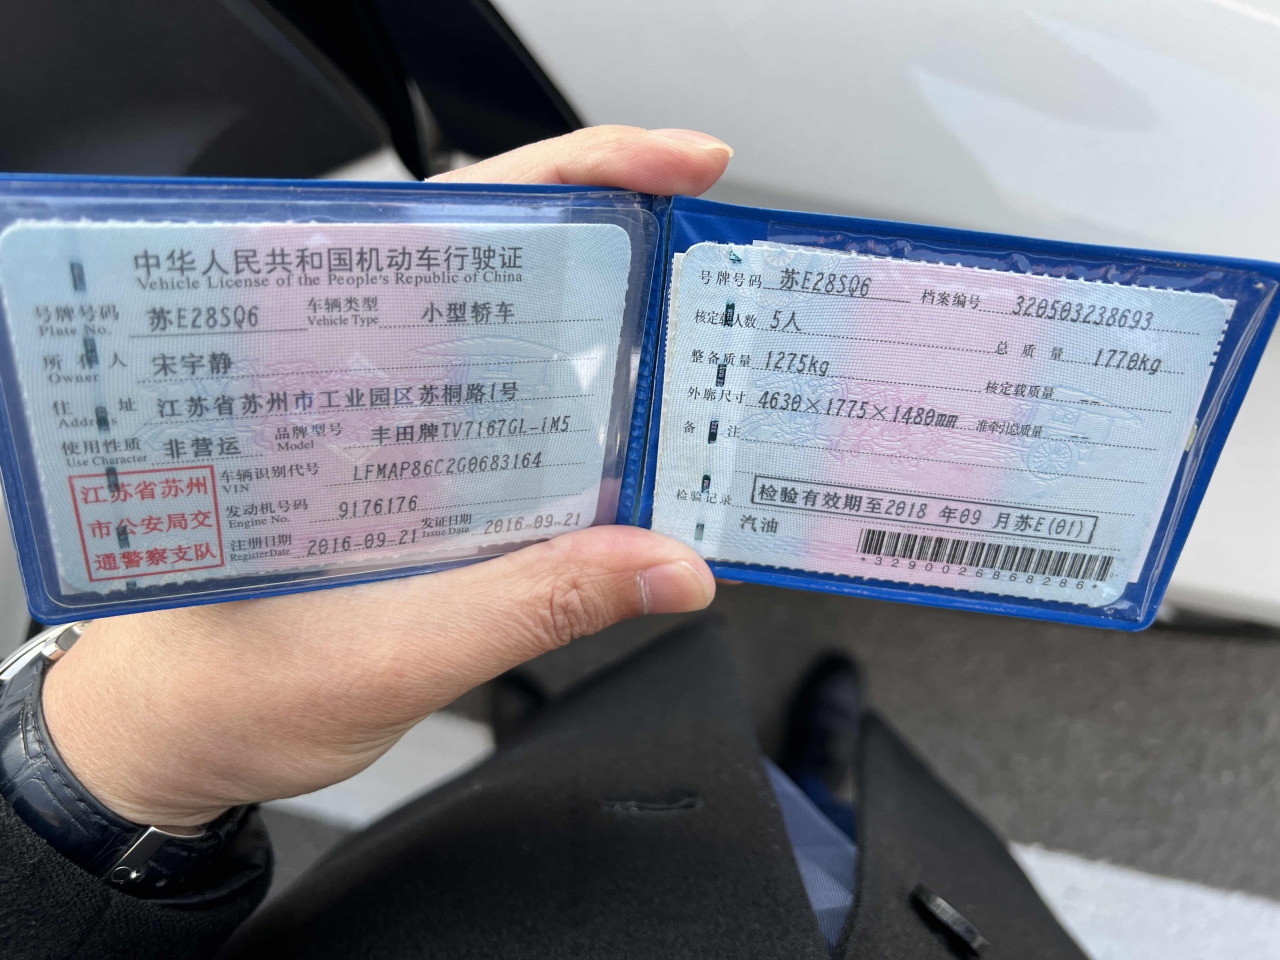 中华人民共和国机动车行驶证
Vehicle License of the People's Republic of China
号牌号码 苏E28SQ6 车辆类型 小型轿车
Plate No. Vehicle Type
所有人 宋宇静
Owner
住址 江苏省苏州市工业园区苏桐路1号
Address
使用性质 非营运 品牌型号 丰田牌TV7167GL-iM5
Use Character Model
江苏省苏州
市公安局交
通警察支队
车辆识别代号 LFMAP86C2G0683164
VIN
发动机号码 9176176
Engine No.
注册日期 2016-09-21 发证日期 2016-09-21
Register Date Issue Date
号牌号码 苏E28SQ6 档案编号 320503238693
核定载人数 5人 总质量 1770kg
整备质量 1275kg 核定载质量 --
外廓尺寸 4630×1775×1480mm 准牵引总质量 --
备注
检验记录 检验有效期至2018 年09 月苏E(01)
汽油
*3290026868286*